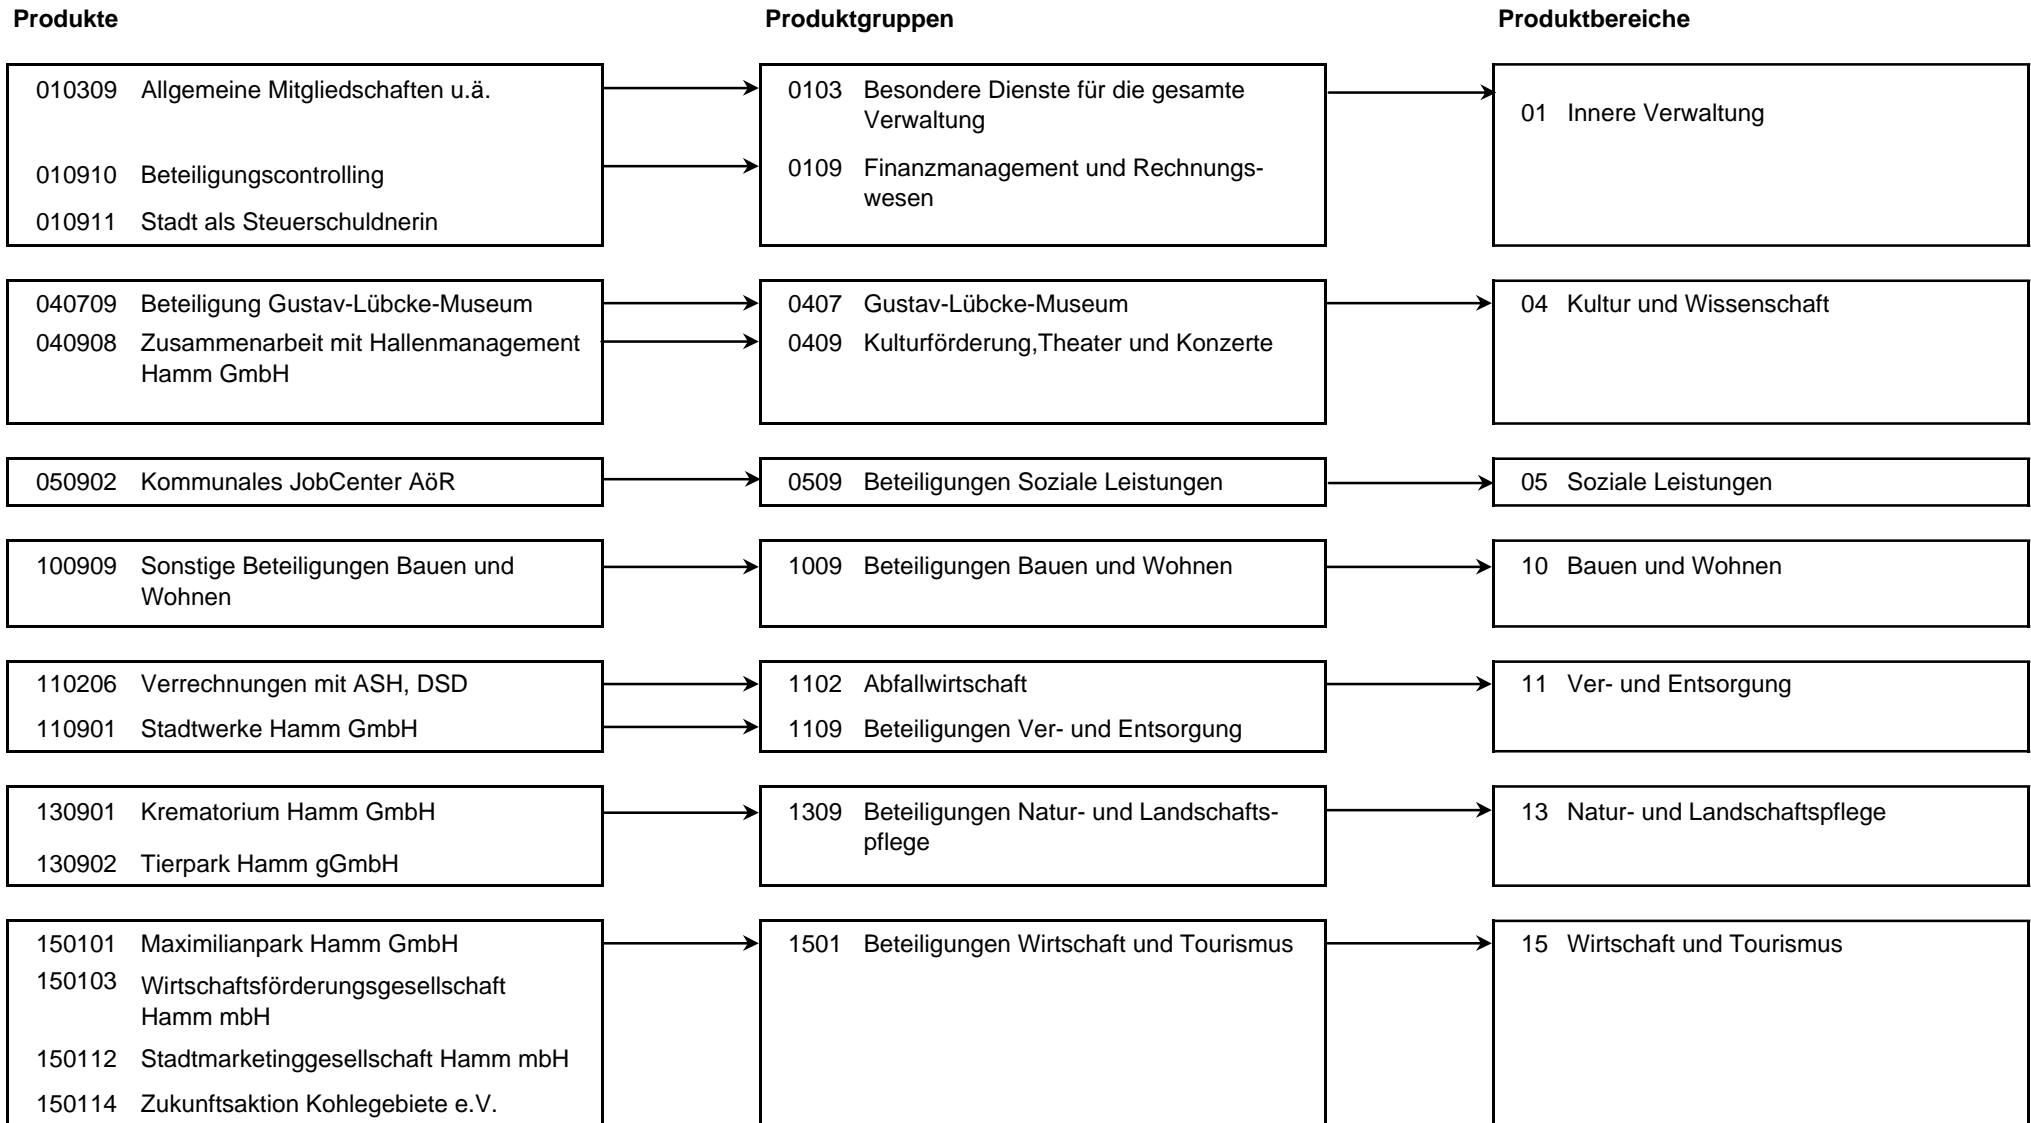 Produkte Produktgruppen Produktbereiche
010309 Allgemeine Mitgliedschaften u.ä. 0103 Besondere Dienste für die gesamte
Verwaltung
01 Innere Verwaltung
010910 Beteiligungscontrolling 0109 Finanzmanagement und Rechnungs-
wesen
010911 Stadt als Steuerschuldnerin
040709 Beteiligung Gustav-Lübcke-Museum 0407 Gustav-Lübcke-Museum 04 Kultur und Wissenschaft
040908 Zusammenarbeit mit Hallenmanagement 0409 Kulturförderung,Theater und Konzerte
Hamm GmbH
050902 Kommunales JobCenter AöR 0509 Beteiligungen Soziale Leistungen 05 Soziale Leistungen
100909 Sonstige Beteiligungen Bauen und 1009 Beteiligungen Bauen und Wohnen 10 Bauen und Wohnen
Wohnen
110206 Verrechnungen mit ASH, DSD 1102 Abfallwirtschaft 11 Ver- und Entsorgung
110901 Stadtwerke Hamm GmbH 1109 Beteiligungen Ver- und Entsorgung
130901 Krematorium Hamm GmbH 1309 Beteiligungen Natur- und Landschafts- 13 Natur- und Landschaftspflege
pflege
130902 Tierpark Hamm gGmbH
150101 Maximilianpark Hamm GmbH 1501 Beteiligungen Wirtschaft und Tourismus 15 Wirtschaft und Tourismus
150103 Wirtschaftsförderungsgesellschaft
Hamm mbH
150112 Stadtmarketinggesellschaft Hamm mbH
150114 Zukunftsaktion Kohlegebiete e.V.